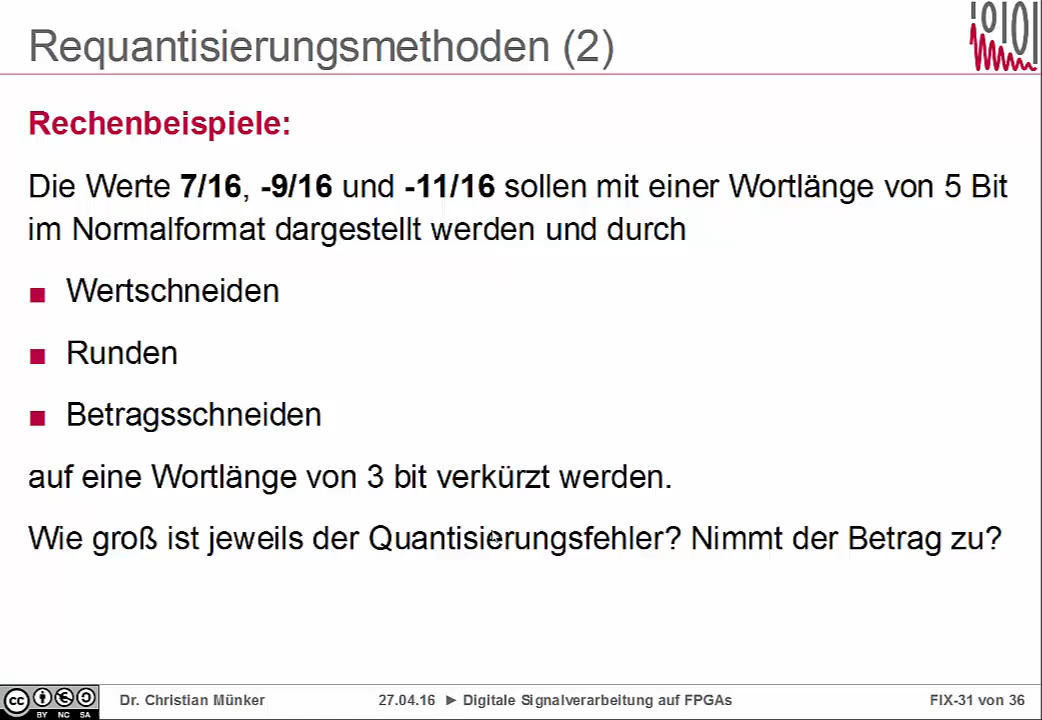 Requantisierungsmethoden (2)
Rechenbeispiele:
Die Werte 7/16, -9/16 und -11/16 sollen mit einer Wortlänge von 5 Bit
im Normalformat dargestellt werden und durch
■ Wertschneiden
■ Runden
■ Betragsschneiden
auf eine Wortlänge von 3 bit verkürzt werden.
Wie groß ist jeweils der Quantisierungsfehler? Nimmt der Betrag zu?
cc BY NC SA Dr. Christian Münker 27.04.16 ► Digitale Signalverarbeitung auf FPGAs FIX-31 von 36